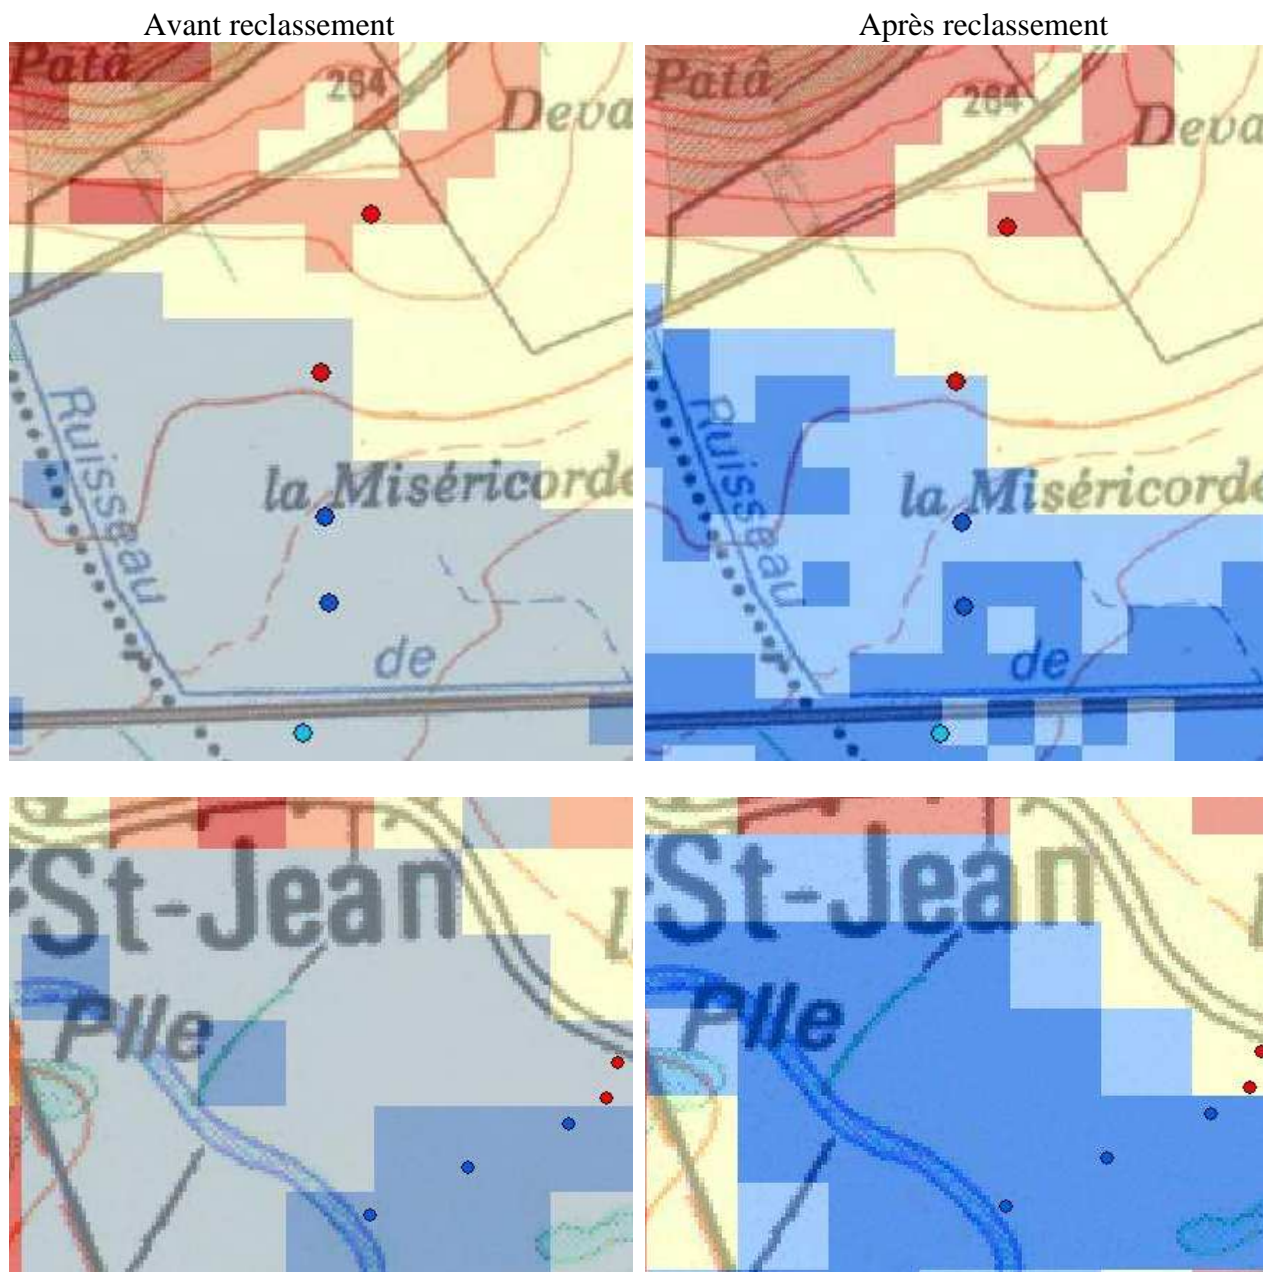 Avant reclassement
Après reclassement
Patâ
264
Deva
Patâ
264
Deva
Ruisseau
la Miséricorde
de
Ruisseau
la Miséricorde
de
St-Jean
l
Plle
St-Jean
l
Plle